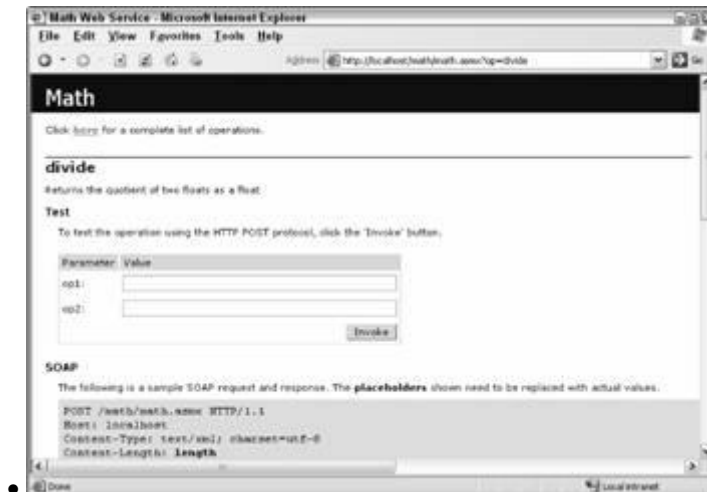 Math Web Service - Microsoft Internet Explorer
File Edit View Favorites Tools Help
Address http://localhost/math/math.asmx?op=divide Go
Math
Click here for a complete list of operations.
divide
Returns the quotient of two floats as a float
Test
To test the operation using the HTTP POST protocol, click the 'Invoke' button.
Parameter Value
op1:
op2:
Invoke
SOAP
The following is a sample SOAP request and response. The placeholders shown need to be replaced with actual values.
POST /math/math.asmx HTTP/1.1
Host: localhost
Content-Type: text/xml; charset=utf-8
Content-Length: length
Done Local intranet